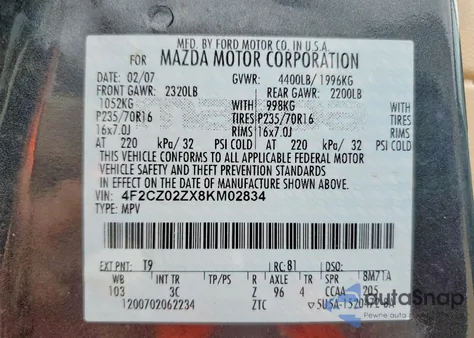 MFD. BY FORD MOTOR CO. IN U.S.A.
FOR MAZDA MOTOR CORPORATION
DATE: 02/07 GVWR: 4400LB/ 1996KG
FRONT GAWR: 2320LB REAR GAWR: 2200LB
1052KG WITH 998KG WITH
P235/70R16 TIRES P235/70R16 TIRES
16x7.0J RIMS 16x7.0J RIMS
AT 220 kPa/ 32 PSI COLD AT 220 kPa/ 32 PSI COLD
THIS VEHICLE CONFORMS TO ALL APPLICABLE FEDERAL MOTOR
VEHICLE SAFETY AND THEFT PREVENTION STANDARDS
IN EFFECT ON THE DATE OF MANUFACTURE SHOWN ABOVE.
VIN: 4F2CZ02ZX8KM02834
TYPE: MPV
EXT PNT: T9 RC: 81 DSO:
WB INT TR TP/PS R AXLE TR SPR 8M7TA
103 3C Z 96 4 CCAA 205
1200702062234 ZTC
autaSnap
Pewne auto